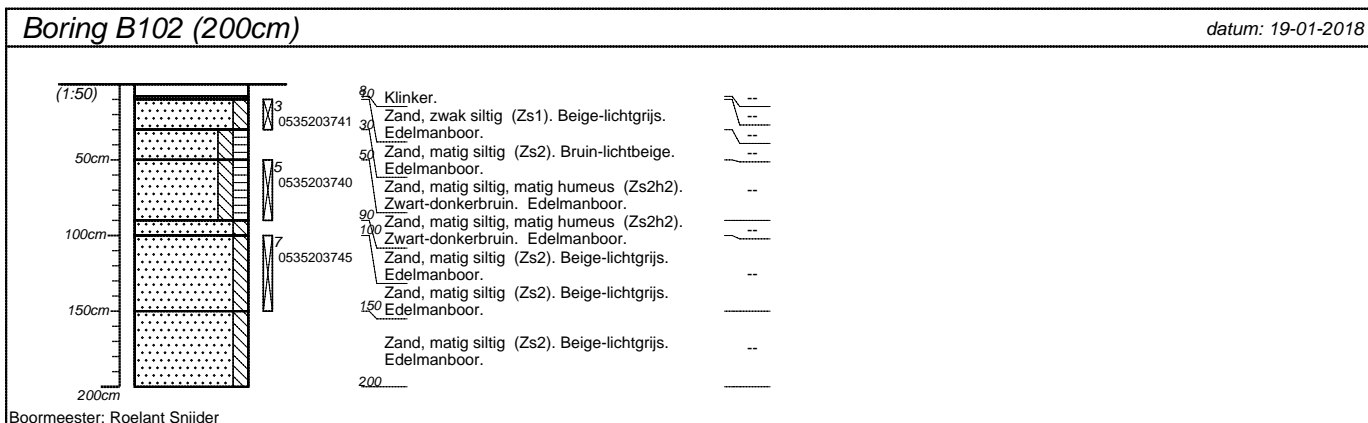 Boring B102 (200cm)
datum: 19-01-2018
(1:50)
50cm
100cm
150cm
200cm
3
0535203741
5
0535203740
7
0535203745
8
10
30
50
90
100
150
200
Klinker.
Zand, zwak siltig (Zs1). Beige-lichtgrijs.
Edelmanboor.
Zand, matig siltig (Zs2). Bruin-lichtbeige.
Edelmanboor.
Zand, matig siltig, matig humeus (Zs2h2).
Zwart-donkerbruin. Edelmanboor.
Zand, matig siltig, matig humeus (Zs2h2).
Zwart-donkerbruin. Edelmanboor.
Zand, matig siltig (Zs2). Beige-lichtgrijs.
Edelmanboor.
Zand, matig siltig (Zs2). Beige-lichtgrijs.
Edelmanboor.
Zand, matig siltig (Zs2). Beige-lichtgrijs.
Edelmanboor.
--
--
--
--
--
--
--
--
Boormeester: Roelant Snijder